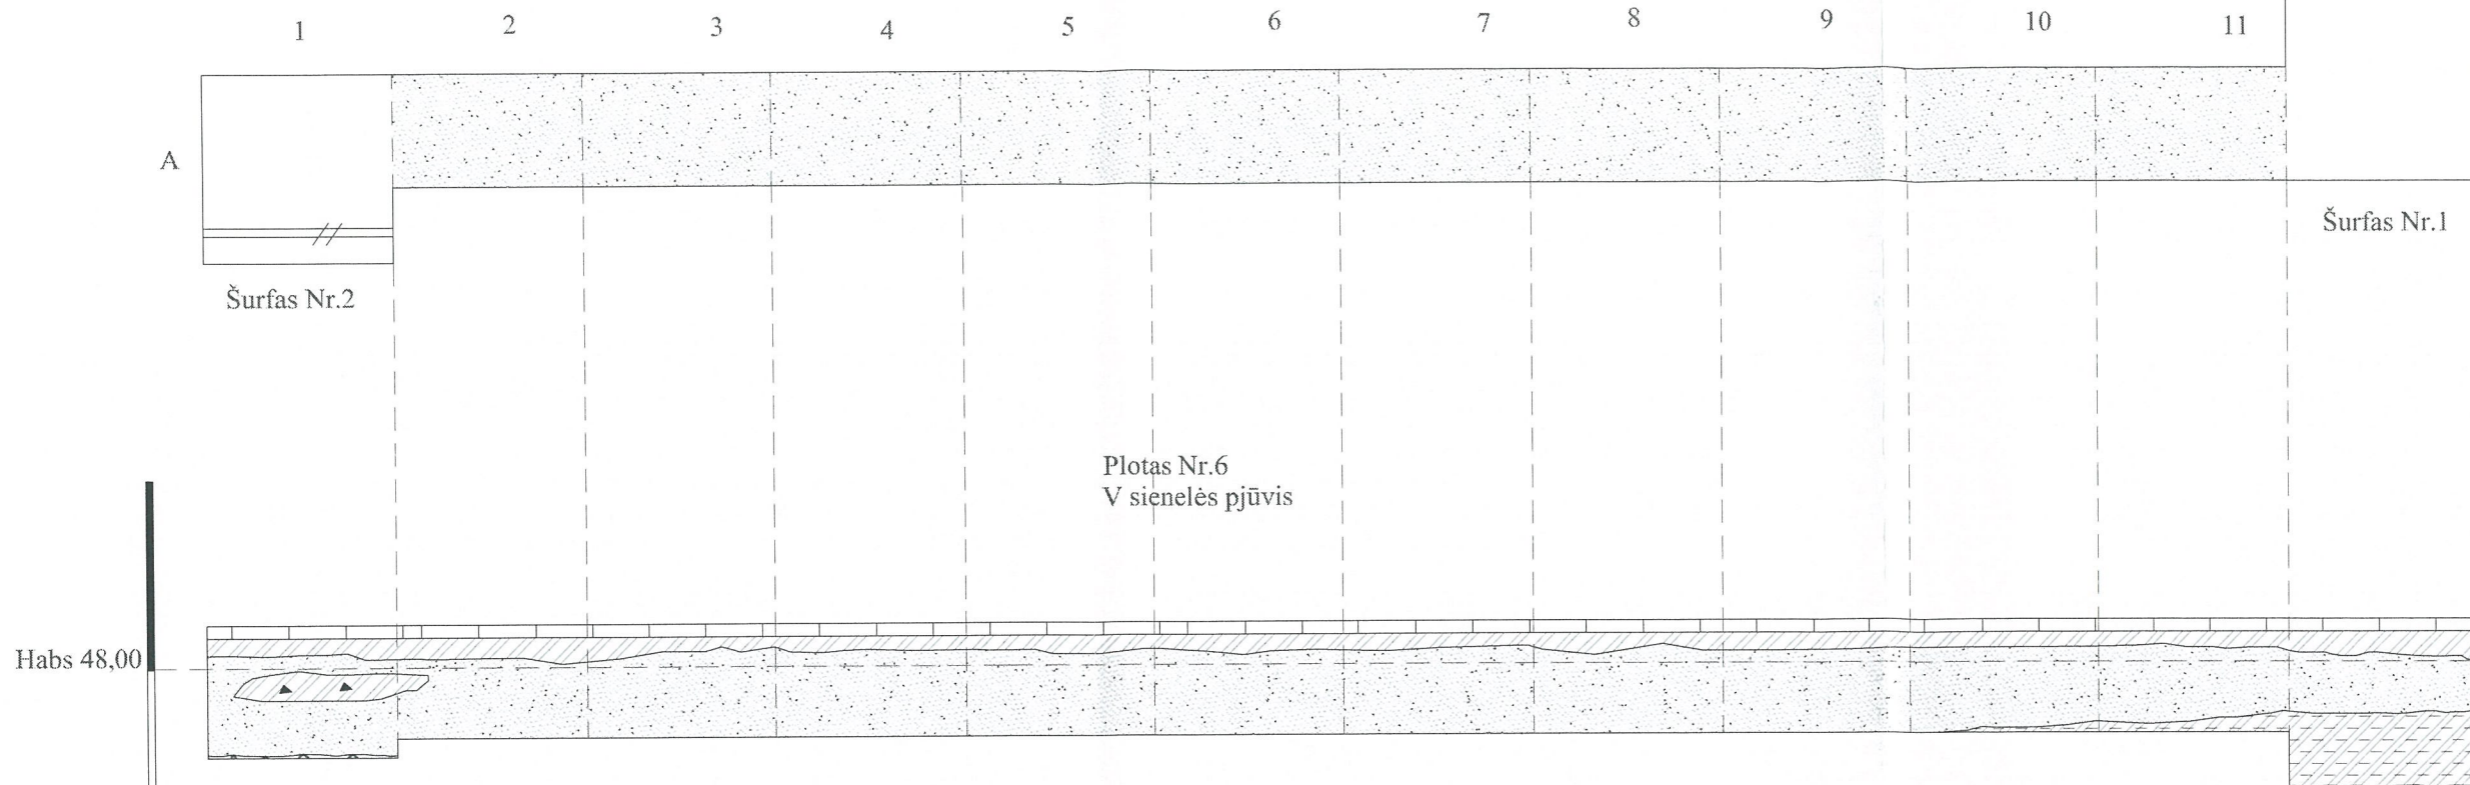 1 2 3 4 5 6 7 8 9 10 11
A
Šurfas Nr.1
Šurfas Nr.2
Plotas Nr.6
V sienelės pjūvis
Habs 48,00